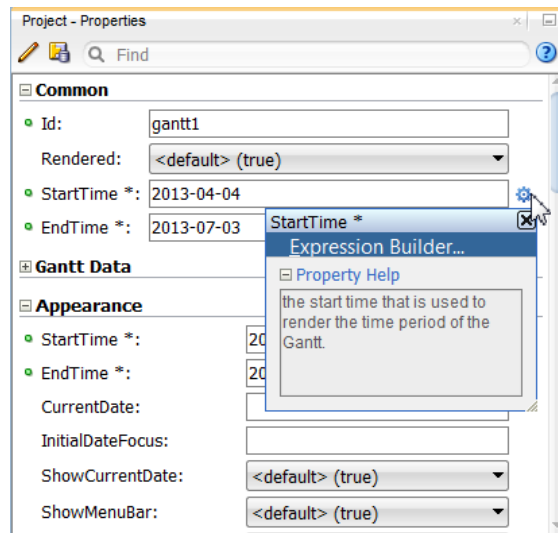 Project - Properties
Find
Common
Id: gantt1
Rendered: <default> (true)
StartTime *: 2013-04-04
EndTime *: 2013-07-03
StartTime *
Expression Builder...
Property Help
the start time that is used to
render the time period of the
Gantt.
Gantt Data
Appearance
StartTime *: 20
EndTime *: 20
CurrentDate:
InitialDateFocus:
ShowCurrentDate: <default> (true)
ShowMenuBar: <default> (true)